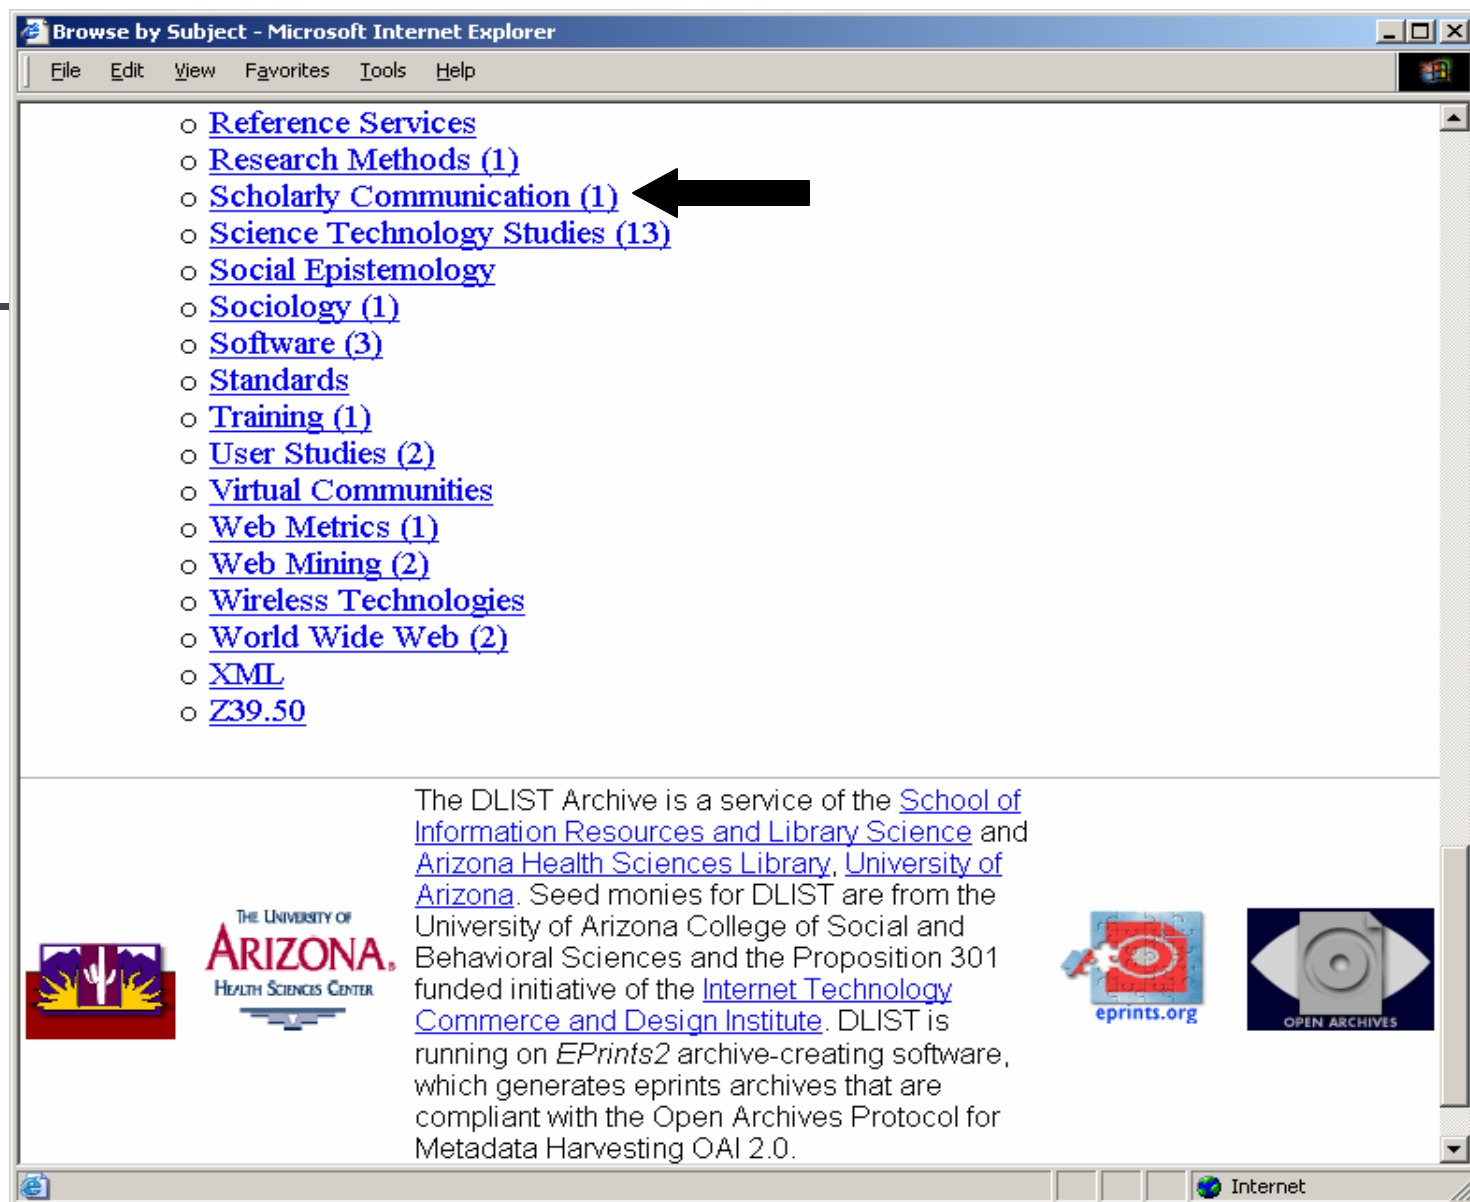 Browse by Subject - Microsoft Internet Explorer
File Edit View Favorites Tools Help
Reference Services
Research Methods (1)
Scholarly Communication (1)
Science Technology Studies (13)
Social Epistemology
Sociology (1)
Software (3)
Standards
Training (1)
User Studies (2)
Virtual Communities
Web Metrics (1)
Web Mining (2)
Wireless Technologies
World Wide Web (2)
XML
Z39.50
THE UNIVERSITY OF
ARIZONA®
HEALTH SCIENCES CENTER
The DLIST Archive is a service of the School of
Information Resources and Library Science and
Arizona Health Sciences Library, University of
Arizona. Seed monies for DLIST are from the
University of Arizona College of Social and
Behavioral Sciences and the Proposition 301
funded initiative of the Internet Technology
Commerce and Design Institute. DLIST is
running on EPrints2 archive-creating software,
which generates eprints archives that are
compliant with the Open Archives Protocol for
Metadata Harvesting OAI 2.0.
eprints.org
OPEN ARCHIVES
Internet